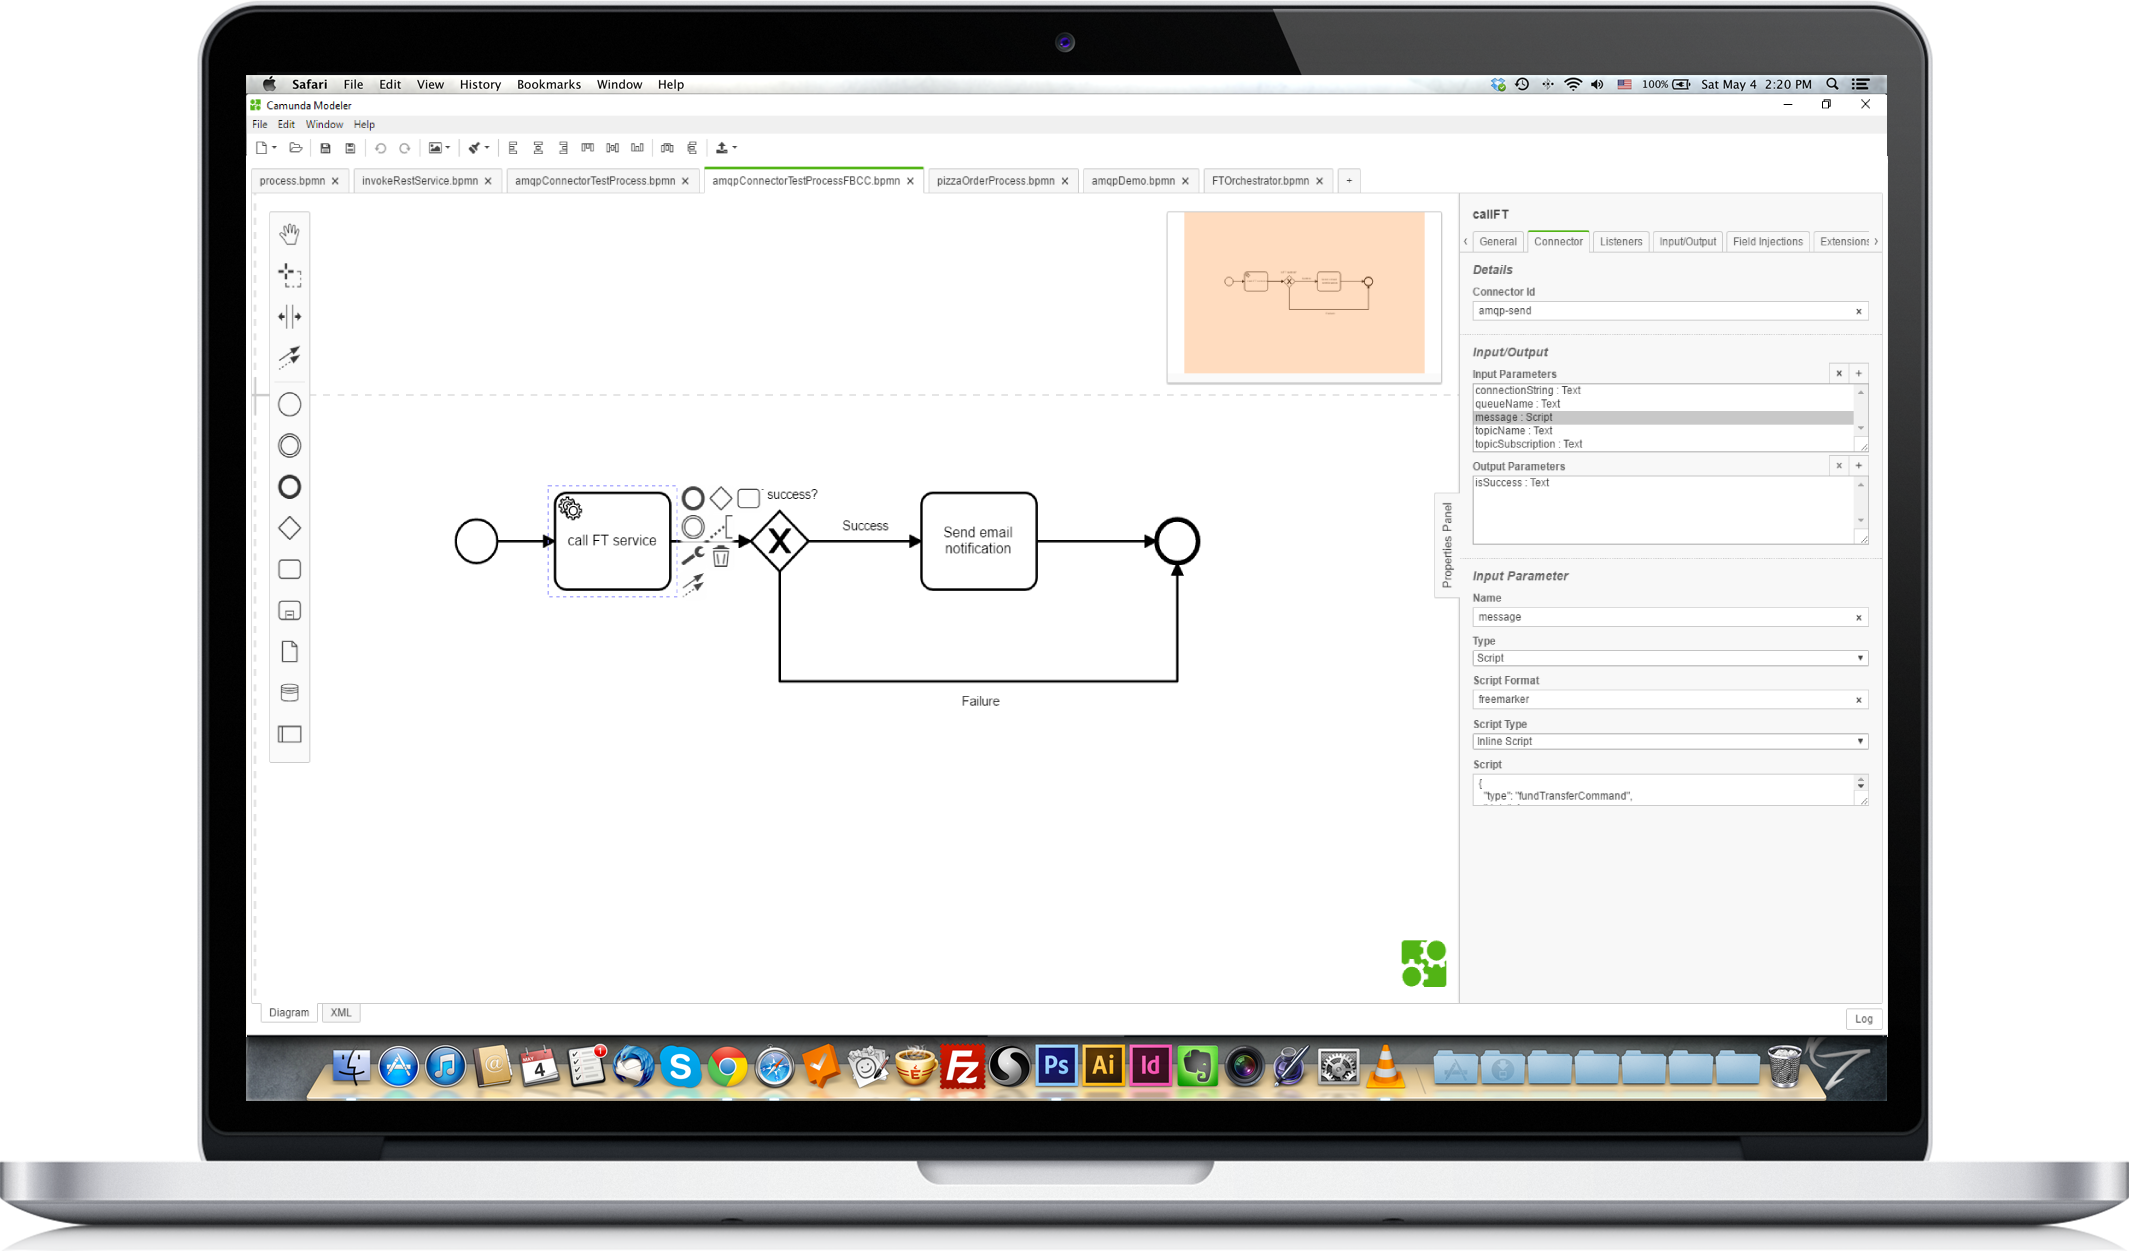 Safari File Edit View History Bookmarks Window Help 100% Sat May 4 2:20 PM
Camunda Modeler
File Edit Window Help
process.bpmn invokeRestService.bpmn amqpConnectorTestProcess.bpmn amqpConnectorTestProcessFBCC.bpmn pizzaOrderProcess.bpmn amqpDemo.bpmn FTOrchestrator.bpmn +
callFT
General Connector Listeners Input/Output Field Injections Extensions
Details
Connector Id
amqp-send
Input/Output
Input Parameters
connectionString : Text
queueName : Text
message : Script
topicName : Text
topicSubscription : Text
Output Parameters
isSuccess : Text
success?
Success
call FT service
Send email
notification
Failure
Properties Panel
Input Parameter
Name
message
Type
Script
Script Format
freemarker
Script Type
Inline Script
Script
{
"type": "fundTransferCommand",
Diagram XML
Log
MAY
4
1
@
S
É
Fz
Ps
Ai
Id